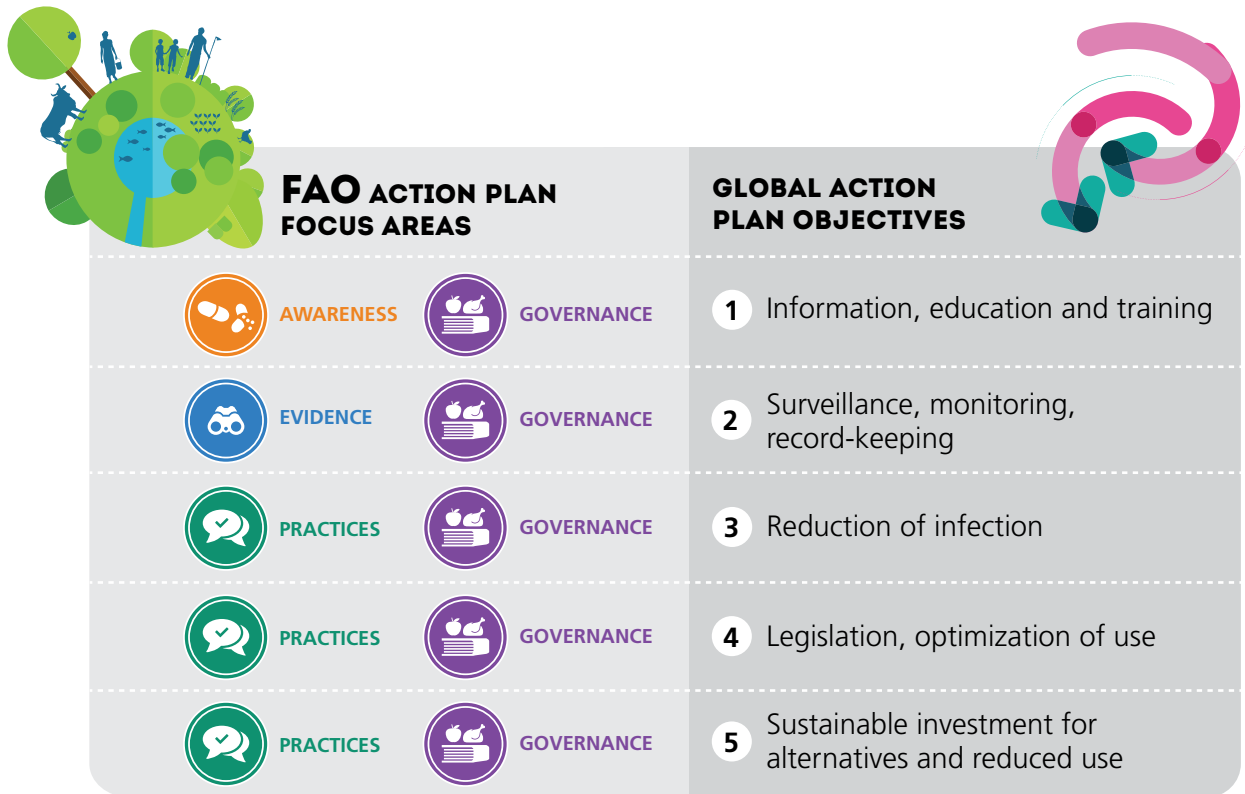 FAO ACTION PLAN
FOCUS AREAS
GLOBAL ACTION
PLAN OBJECTIVES
AWARENESS
GOVERNANCE
1 Information, education and training
EVIDENCE
GOVERNANCE
2 Surveillance, monitoring,
record-keeping
PRACTICES
GOVERNANCE
3 Reduction of infection
PRACTICES
GOVERNANCE
4 Legislation, optimization of use
PRACTICES
GOVERNANCE
5 Sustainable investment for
alternatives and reduced use